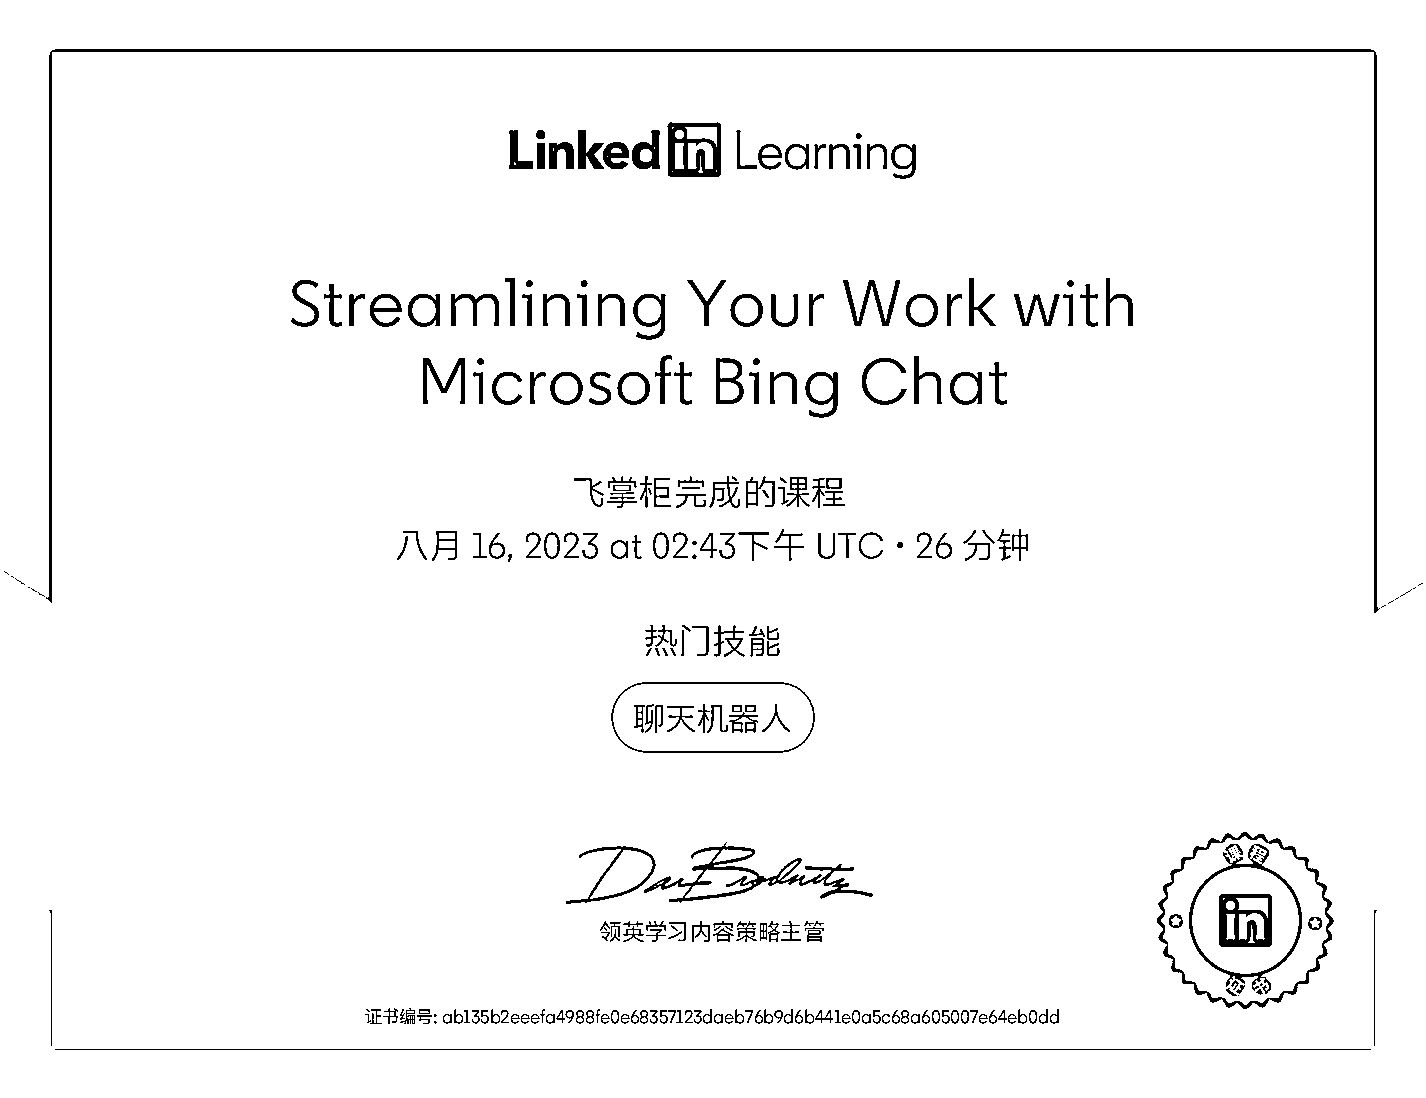 Linked in Learning
Streamlining Your Work with
Microsoft Bing Chat
飞掌柜完成的课程
八月 16, 2023 at 02:43下午 UTC • 26 分钟
热门技能
聊天机器人
领英学习内容策略主管
in
证书编号: ab135b2eeefa4988fe0e68357123daeb76b9d6b441e0a5c68a605007e64eb0dd